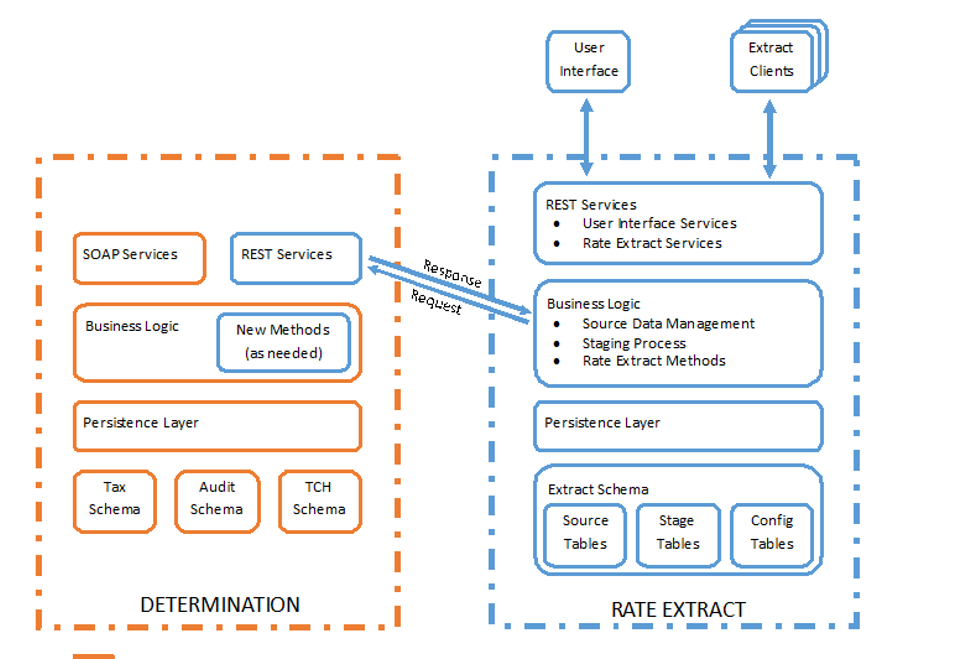 User
Interface
Extract
Clients
SOAP Services
REST Services
Business Logic
New Methods
(as needed)
Persistence Layer
Tax
Schema
Audit
Schema
TCH
Schema
DETERMINATION
Response
Request
REST Services
• User Interface Services
• Rate Extract Services
Business Logic
• Source Data Management
• Staging Process
• Rate Extract Methods
Persistence Layer
Extract Schema
Source
Tables
Stage
Tables
Config
Tables
RATE EXTRACT